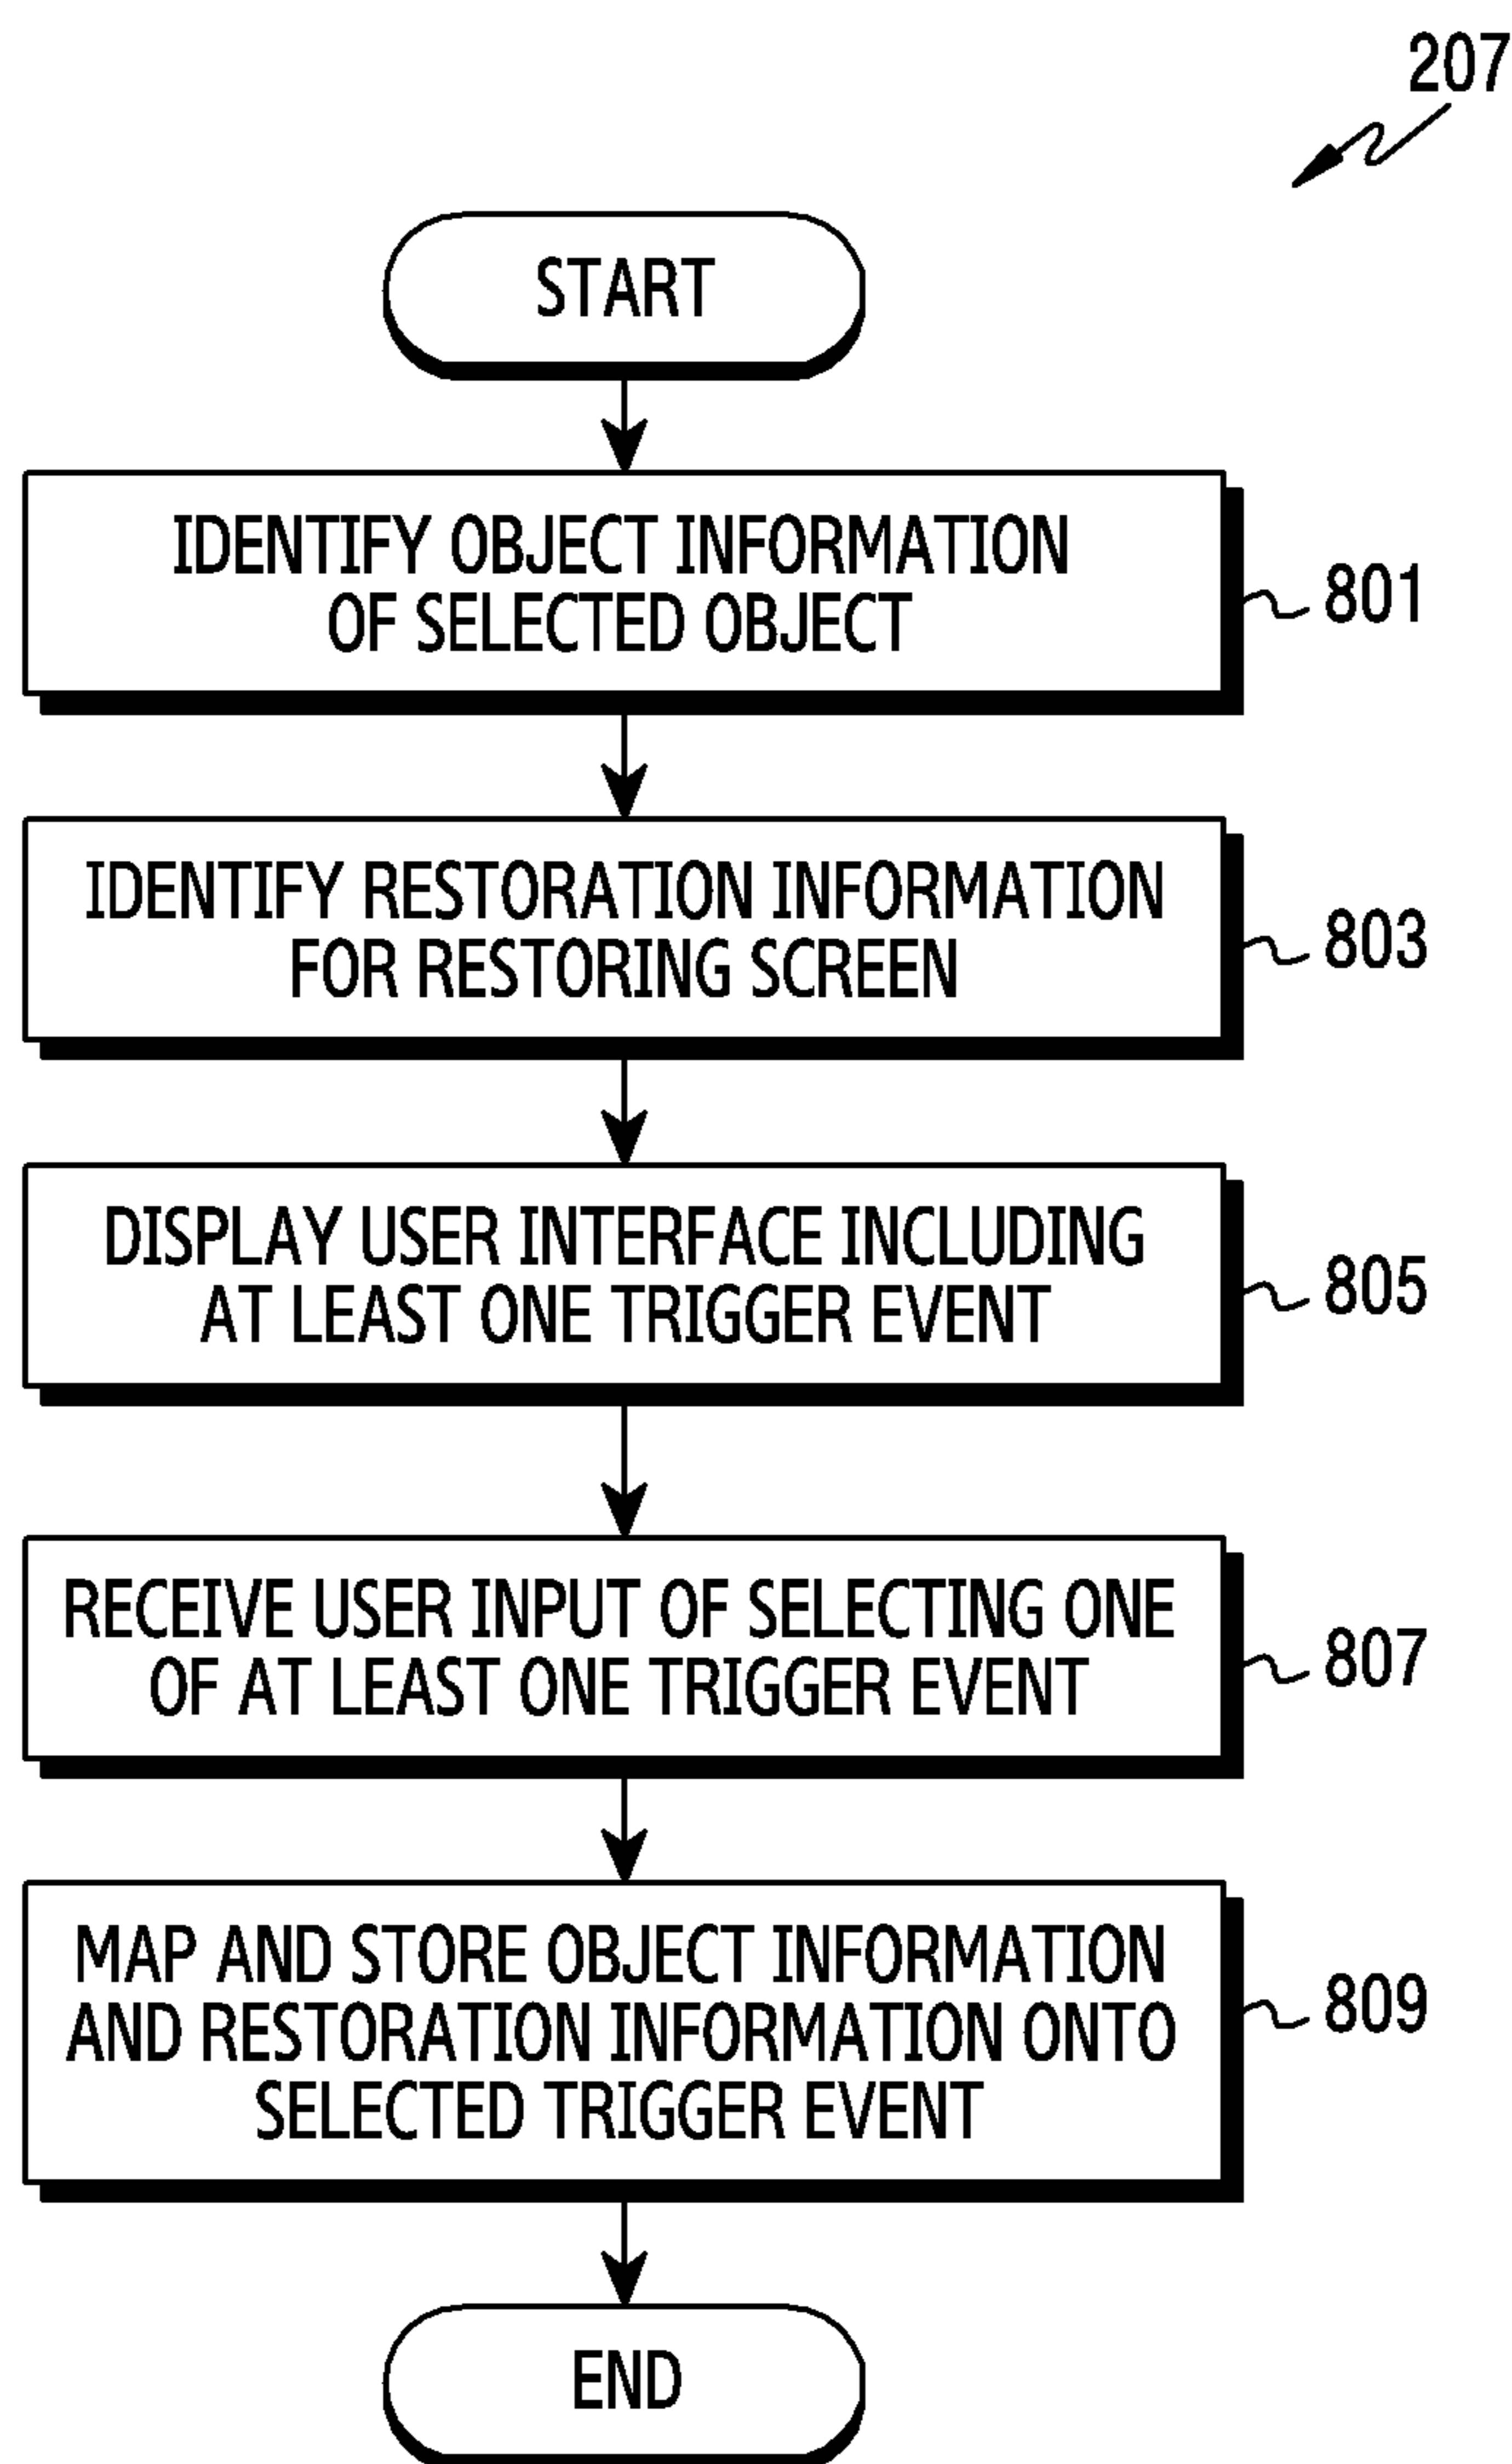 207
START
IDENTIFY OBJECT INFORMATION
OF SELECTED OBJECT
801
IDENTIFY RESTORATION INFORMATION
FOR RESTORING SCREEN
803
DISPLAY USER INTERFACE INCLUDING
AT LEAST ONE TRIGGER EVENT
805
RECEIVE USER INPUT OF SELECTING ONE
OF AT LEAST ONE TRIGGER EVENT
807
MAP AND STORE OBJECT INFORMATION
AND RESTORATION INFORMATION ONTO
SELECTED TRIGGER EVENT
809
END